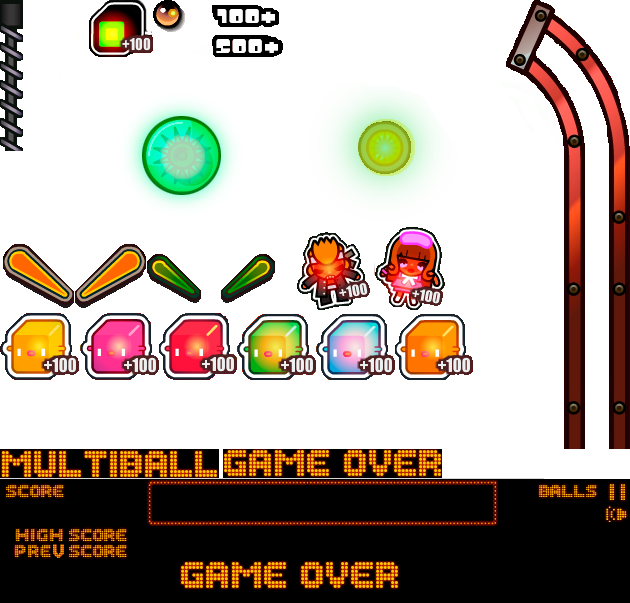 100+
+100
500+
+100 +100
+100 +100 +100 +100 +100 +100
MULTIBALL GAME OVER
SCORE BALLS
HIGH SCORE
PREV SCORE
GAME OVER